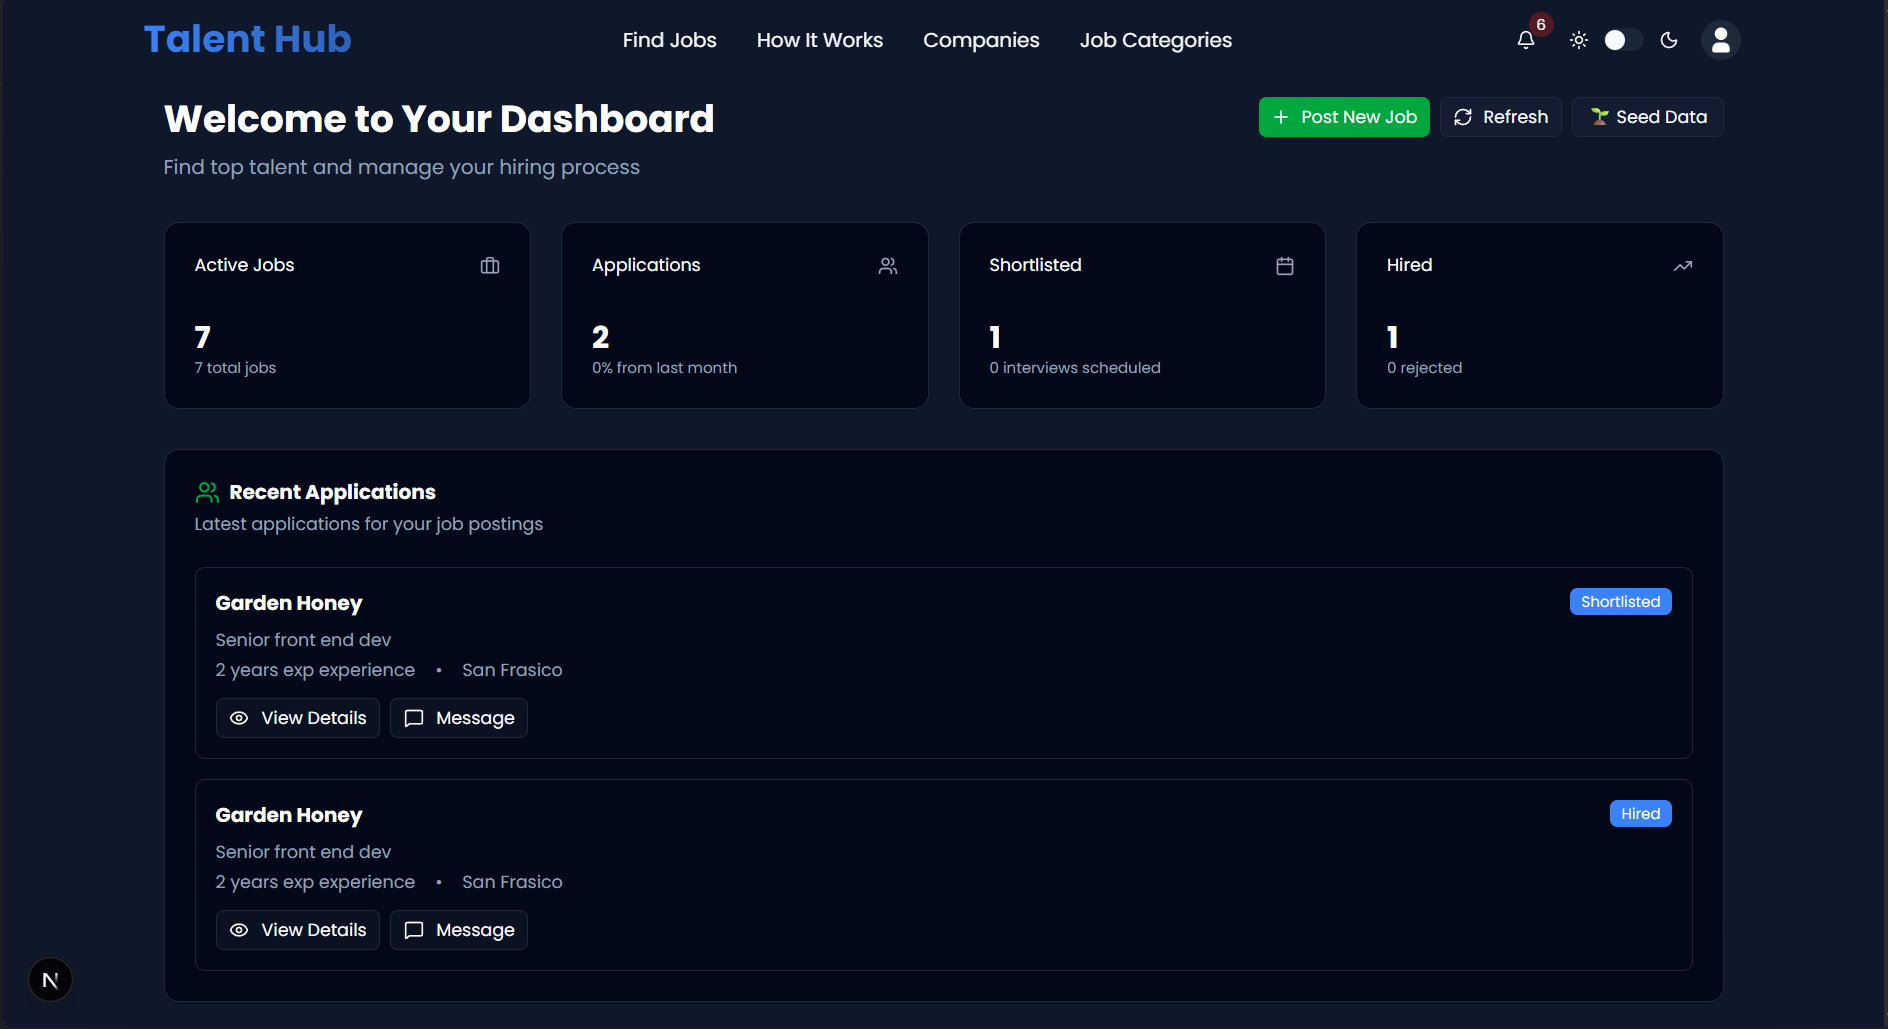 Talent Hub
Find Jobs
How It Works
Companies
Job Categories
6
Welcome to Your Dashboard
Post New Job
Refresh
Seed Data
Find top talent and manage your hiring process
Active Jobs
7
7 total jobs
Applications
2
0% from last month
Shortlisted
1
0 interviews scheduled
Hired
1
0 rejected
Recent Applications
Latest applications for your job postings
Garden Honey
Shortlisted
Senior front end dev
2 years exp experience • San Frasico
View Details
Message
Garden Honey
Hired
Senior front end dev
2 years exp experience • San Frasico
View Details
Message
N